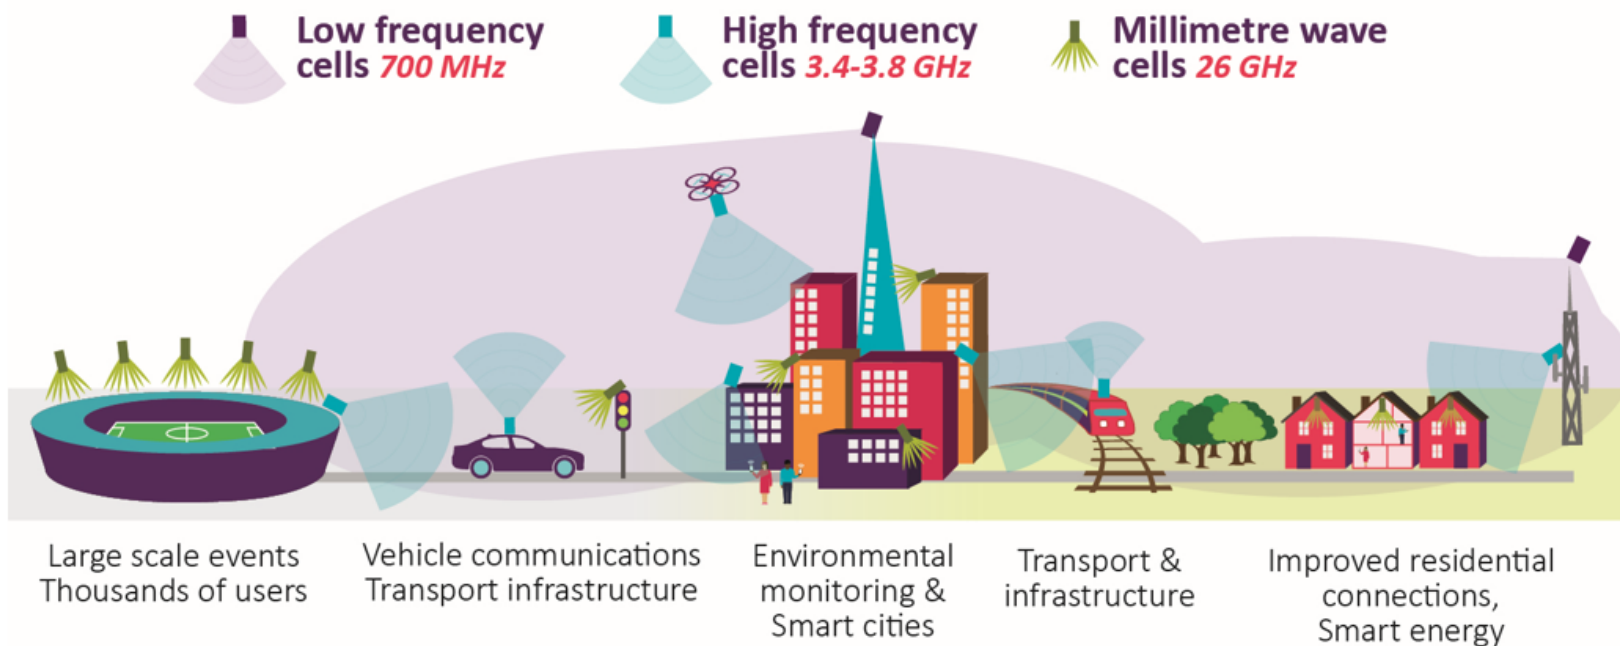 Low frequency
cells 700 MHz
High frequency
cells 3.4-3.8 GHz
Millimetre wave
cells 26 GHz
Large scale events
Thousands of users
Vehicle communications
Transport infrastructure
Environmental
monitoring &
Smart cities
Transport &
infrastructure
Improved residential
connections,
Smart energy